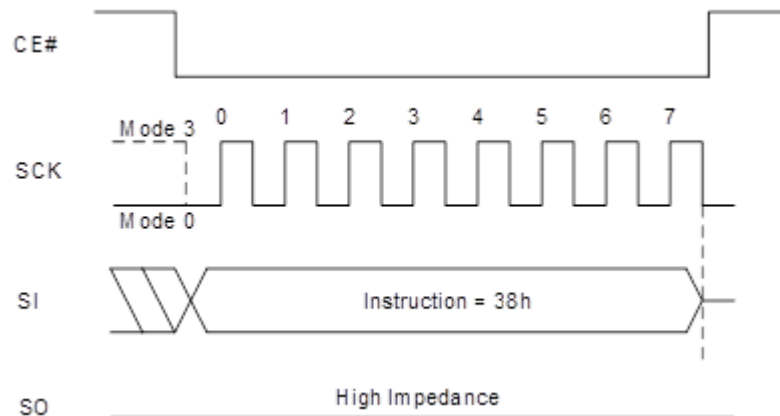 CE#
0 1 2 3 4 5 6 7
Mode 3
SCK
Mode 0
SI
Instruction = 38h
High Impedance
SO